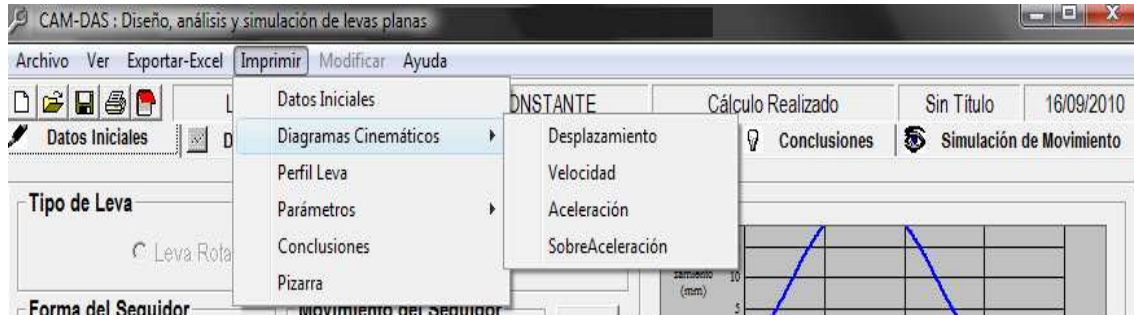 CAM-DAS : Diseño, análisis y simulación de levas planas
Archivo Ver Exportar-Excel Imprimir Modificar Ayuda
Datos Iniciales
Diagramas Cinemáticos
Perfil Leva
Parámetros
Conclusiones
Pizarra
Desplazamiento
Velocidad
Aceleración
SobreAceleración
Cálculo Realizado Sin Título 16/09/2010
Datos Iniciales
Conclusiones Simulación de Movimiento
Tipo de Leva
Leva
Forma del Seguidor Movimiento del Seguidor
10
(mm)
5